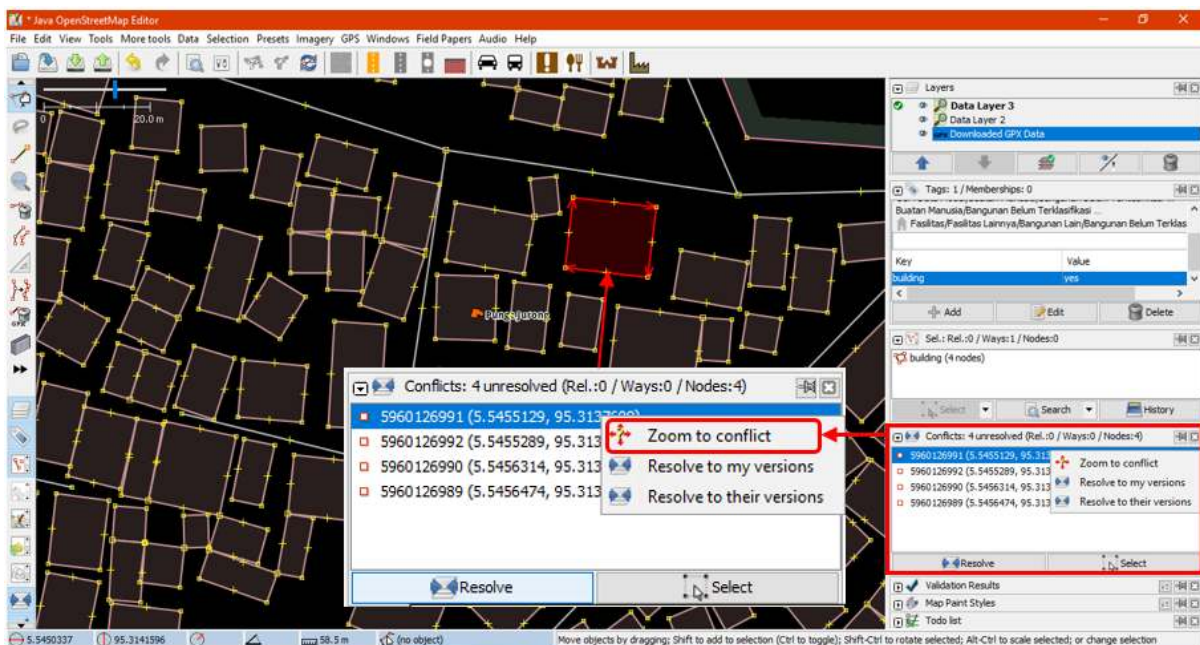 * Java OpenStreetMap Editor
File Edit View Tools More tools Data Selection Presets Imagery GPS Windows Field Papers Audio Help
0 20.0 m
Layers
Data Layer 3
Data Layer 2
Downloaded GPX Data
Tags: 1 / Memberships: 0
Buatan Manusia/Bangunan Belum Terklasifikasi ...
Fasilitas/Fasilitas Lainnya/Bangunan Lain/Bangunan Belum Terklas
Key Value
building yes
Add Edit Delete
Sel.: Rel.:0 / Ways:1 / Nodes:0
building (4 nodes)
Select Search History
Conflicts: 4 unresolved (Rel.:0 / Ways:0 / Nodes:4)
5960126991 (5.5455129, 95.313
5960126992 (5.5455289, 95.313
5960126990 (5.5456314, 95.313
5960126989 (5.5456474, 95.313
Zoom to conflict
Resolve to my versions
Resolve to their versions
Resolve Select
Validation Results
Map Paint Styles
Todo list
Punge Jurong
Conflicts: 4 unresolved (Rel.:0 / Ways:0 / Nodes:4)
5960126991 (5.5455129, 95.3137600)
5960126992 (5.5455289, 95.313
5960126990 (5.5456314, 95.313
5960126989 (5.5456474, 95.313
Zoom to conflict
Resolve to my versions
Resolve to their versions
Resolve Select
5.5450337 95.3141596 58.5 m (no object) Move objects by dragging; Shift to add to selection (Ctrl to toggle); Shift-Ctrl to rotate selected; Alt-Ctrl to scale selected; or change selection